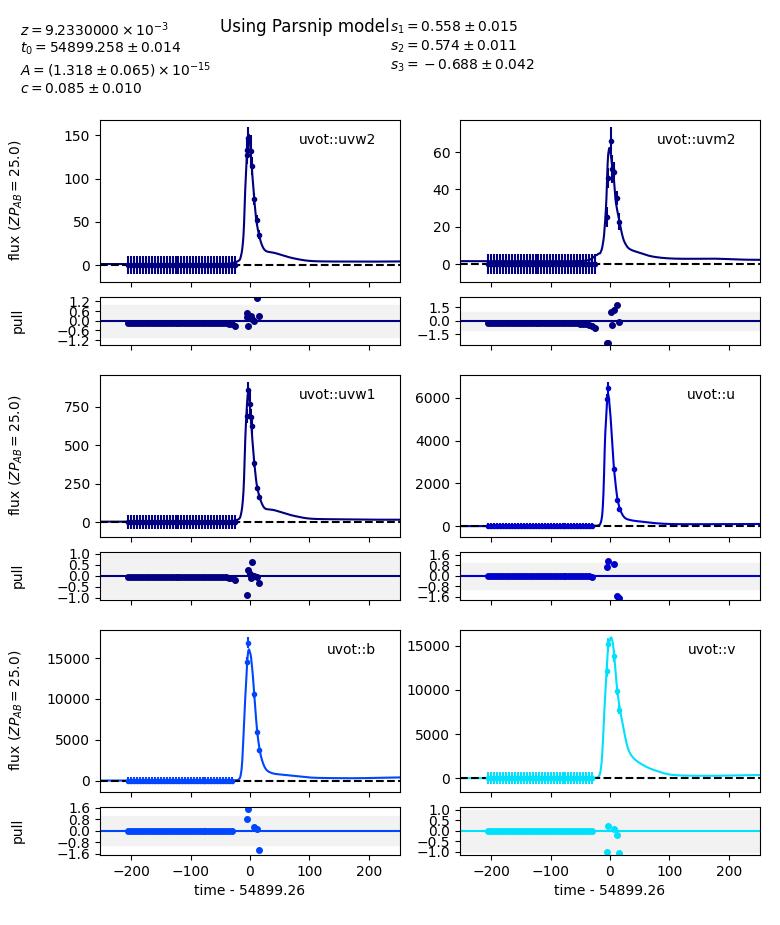 Using Parsnip model
z = 9.2330000 × 10⁻³
t₀ = 54899.258 ± 0.014
A = (1.318 ± 0.065) × 10⁻¹⁵
c = 0.085 ± 0.010
s₁ = 0.558 ± 0.015
s₂ = 0.574 ± 0.011
s₃ = −0.688 ± 0.042
flux (ZP_AB = 25.0)
150
100
50
0
uvot::uvw2
60
40
20
0
uvot::uvm2
pull
1.2
0.6
0.0
−0.6
−1.2
1.5
0.0
−1.5
flux (ZP_AB = 25.0)
750
500
250
0
uvot::uvw1
6000
4000
2000
0
uvot::u
pull
1.0
0.5
0.0
−0.5
−1.0
1.6
0.8
0.0
−0.8
−1.6
flux (ZP_AB = 25.0)
15000
10000
5000
0
uvot::b
15000
10000
5000
0
uvot::v
pull
1.6
0.8
0.0
−0.8
−1.6
1.0
0.5
0.0
−0.5
−1.0
−200 −100 0 100 200
−200 −100 0 100 200
time - 54899.26
time - 54899.26